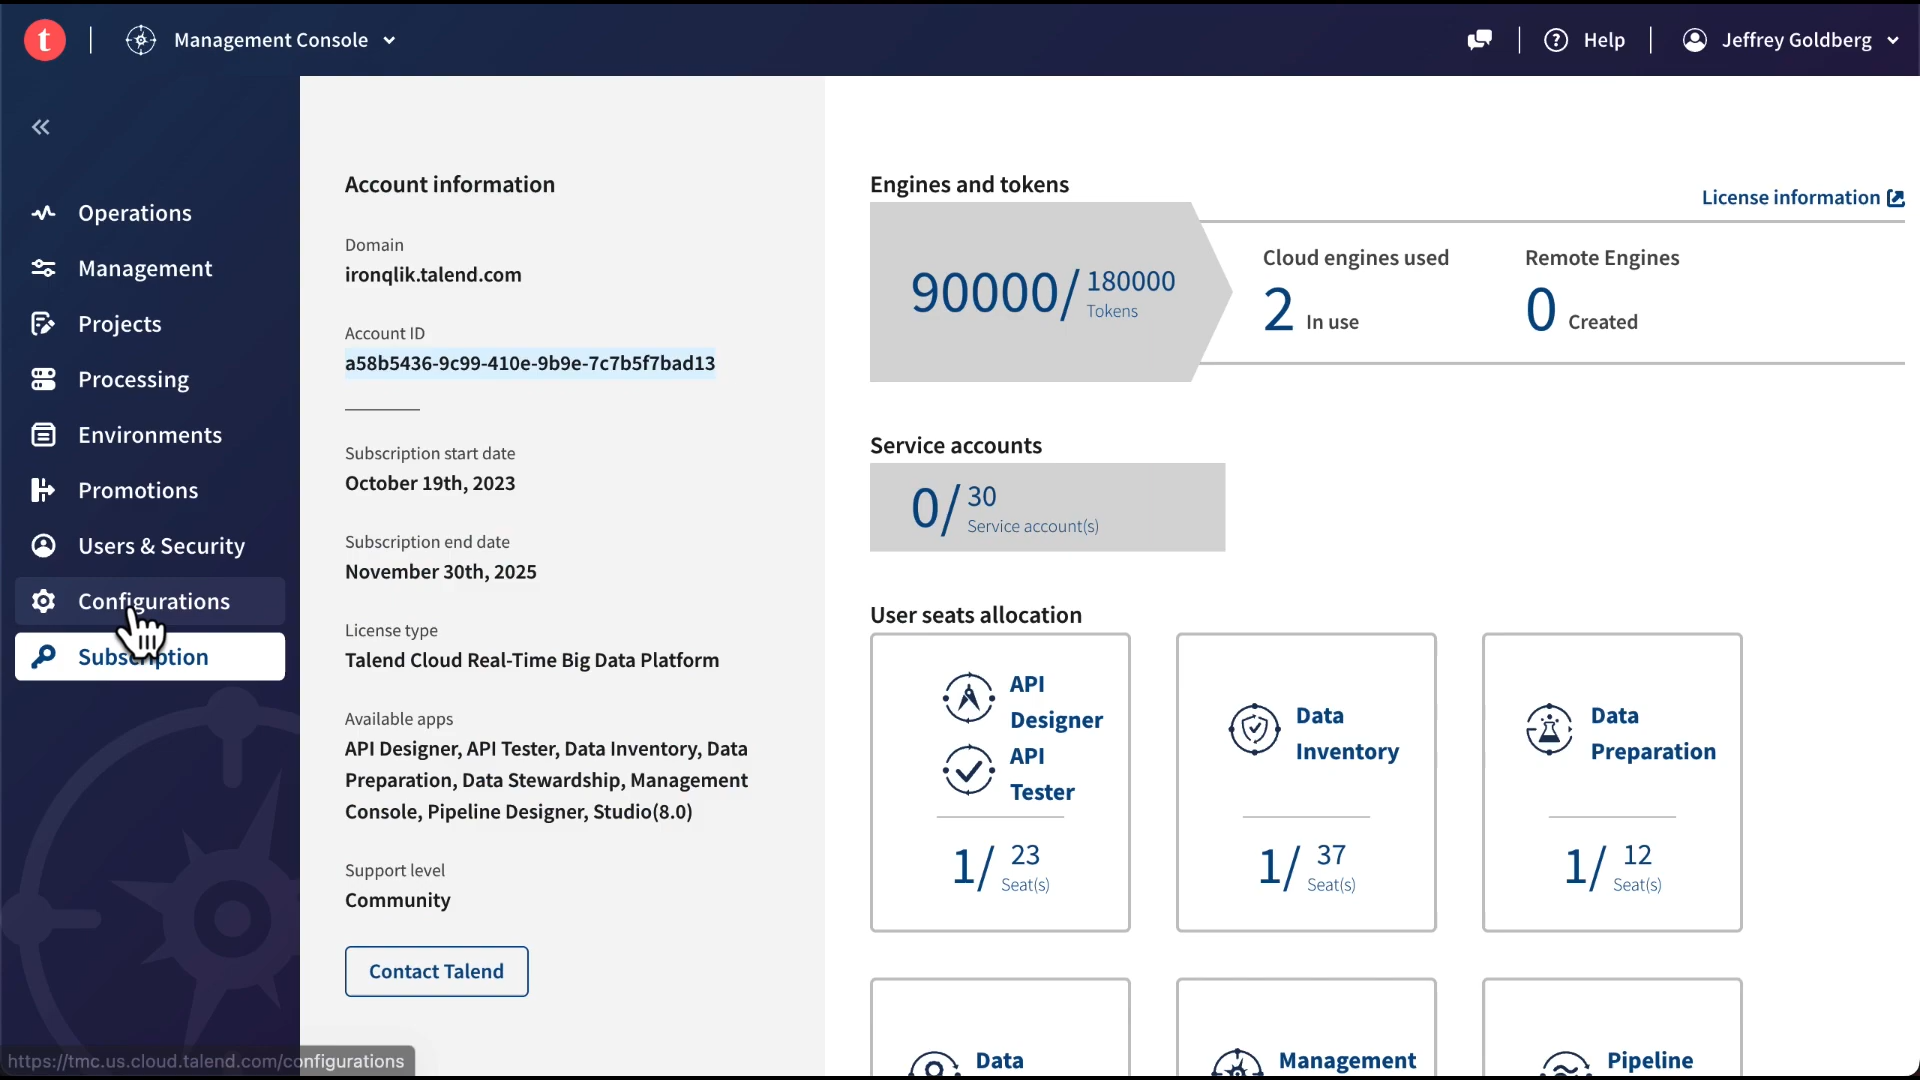 t
Management Console
Help
Jeffrey Goldberg
Operations
Management
Projects
Processing
Environments
Promotions
Users & Security
Configurations
Subscription
https://tmc.us.cloud.talend.com/configurations
Account information
Domain
ironqlik.talend.com
Account ID
a58b5436-9c99-410e-9b9e-7c7b5f7bad13
Subscription start date
October 19th, 2023
Subscription end date
November 30th, 2025
License type
Talend Cloud Real-Time Big Data Platform
Available apps
API Designer, API Tester, Data Inventory, Data
Preparation, Data Stewardship, Management
Console, Pipeline Designer, Studio(8.0)
Support level
Community
Contact Talend
Engines and tokens
License information
90000/ 180000
Tokens
Cloud engines used
2 In use
Remote Engines
0 Created
Service accounts
0/ 30
Service account(s)
User seats allocation
API
Designer
API
Tester
1/ 23
Seat(s)
Data
Inventory
1/ 37
Seat(s)
Data
Preparation
1/ 12
Seat(s)
Data
Management
Pipeline